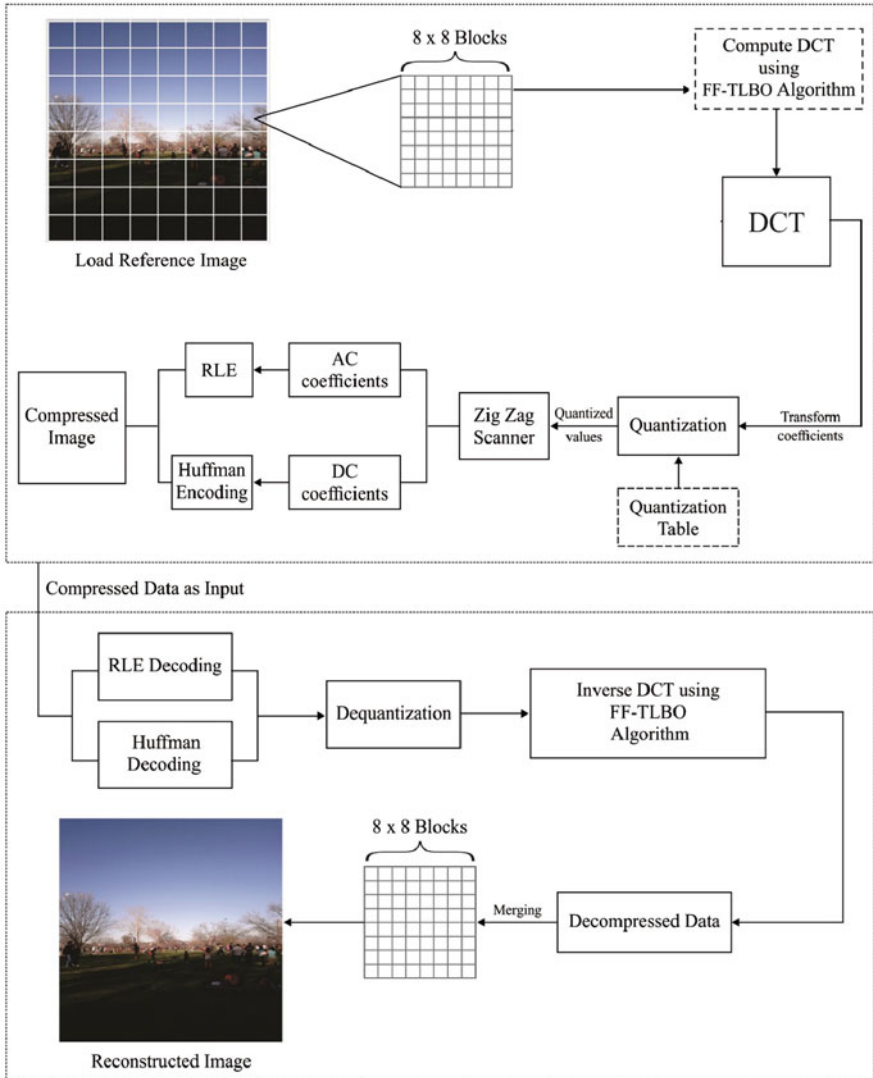 8 x 8 Blocks
Compute DCT
using
FF-TLBO Algorithm
Load Reference Image
DCT
Compressed
Image
RLE
AC
coefficients
Huffman
Encoding
DC
coefficients
Zig Zag
Scanner
Quantized
values
Quantization
Transform
coefficients
Quantization
Table
Compressed Data as Input
RLE Decoding
Huffman
Decoding
Dequantization
Inverse DCT using
FF-TLBO
Algorithm
8 x 8 Blocks
Merging
Decompressed Data
Reconstructed Image